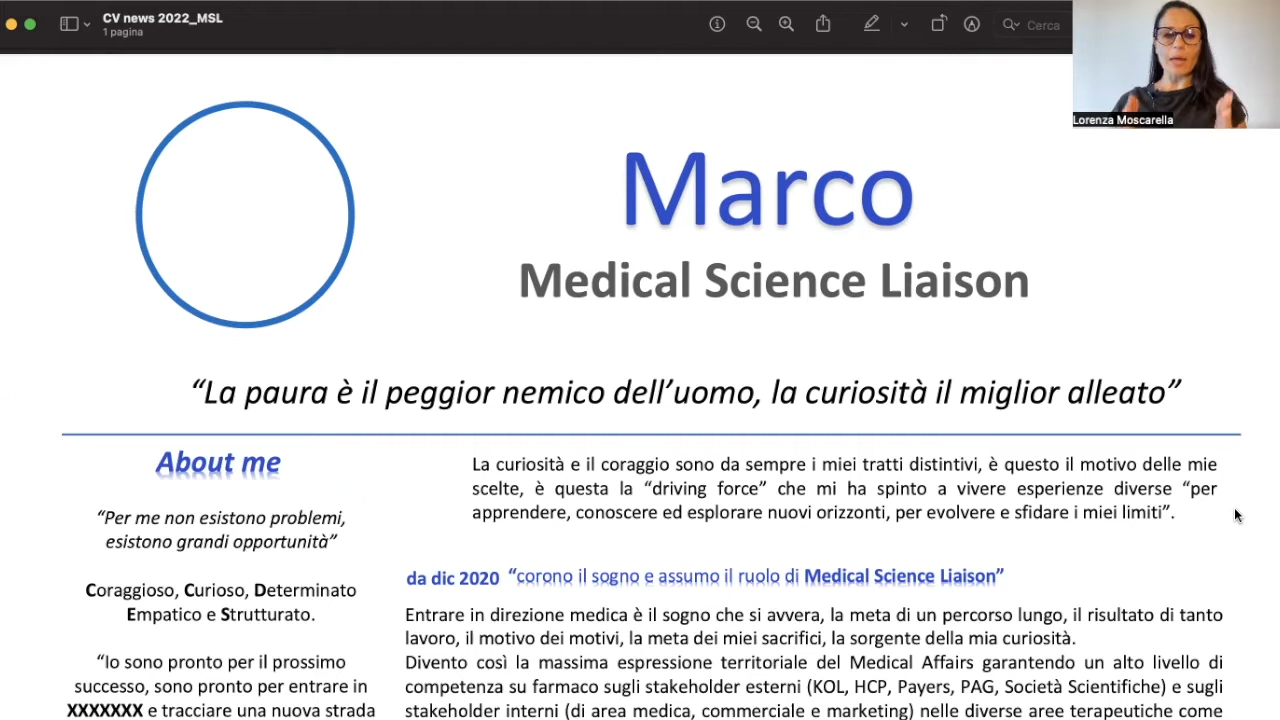 CV news 2022_MSL
1 pagina
Cerca
Lorenza Moscarella
Marco
Medical Science Liaison
“La paura è il peggior nemico dell’uomo, la curiosità il miglior alleato”
About me
“Per me non esistono problemi,
esistono grandi opportunità”
Coraggioso, Curioso, Determinato
Empatico e Strutturato.
“Io sono pronto per il prossimo
successo, sono pronto per entrare in
XXXXXXX e tracciare una nuova strada
La curiosità e il coraggio sono da sempre i miei tratti distintivi, è questo il motivo delle mie
scelte, è questa la “driving force” che mi ha spinto a vivere esperienze diverse “per
apprendere, conoscere ed esplorare nuovi orizzonti, per evolvere e sfidare i miei limiti”.
da dic 2020 “corono il sogno e assumo il ruolo di Medical Science Liaison”
Entrare in direzione medica è il sogno che si avvera, la meta di un percorso lungo, il risultato di tanto
lavoro, il motivo dei motivi, la meta dei miei sacrifici, la sorgente della mia curiosità.
Divento così la massima espressione territoriale del Medical Affairs garantendo un alto livello di
competenza su farmaco sugli stakeholder esterni (KOL, HCP, Payers, PAG, Società Scientifiche) e sugli
stakeholder interni (di area medica, commerciale e marketing) nelle diverse aree terapeutiche come